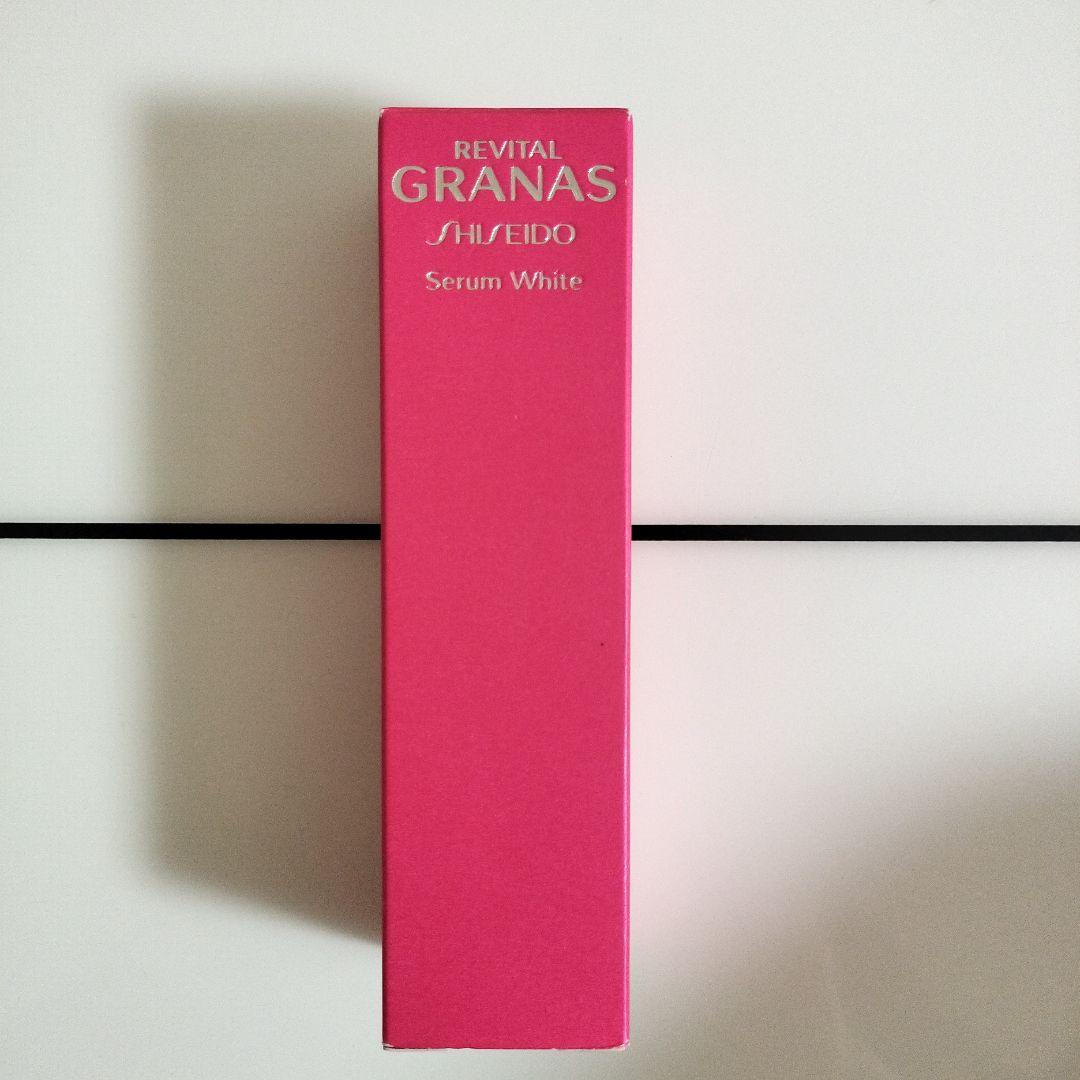 REVITAL
GRANAS
SHISEIDO
Serum White